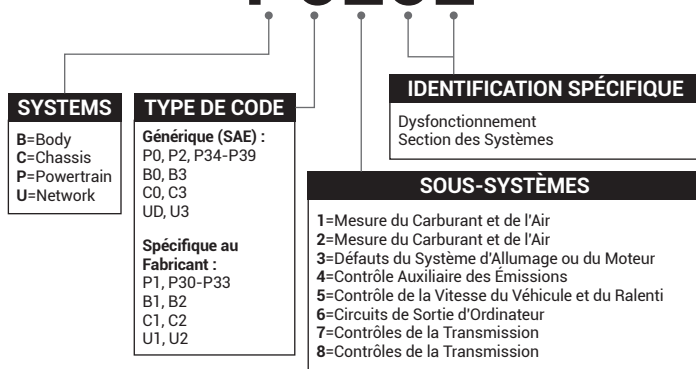 SYSTEMS
B=Body
C=Chassis
P=Powertrain
U=Network
TYPE DE CODE
Générique (SAE) :
P0, P2, P34-P39
B0, B3
C0, C3
UD, U3
Spécifique au
Fabricant :
P1, P30-P33
B1, B2
C1, C2
U1, U2
IDENTIFICATION SPÉCIFIQUE
Dysfonctionnement
Section des Systèmes
SOUS-SYSTÈMES
1=Mesure du Carburant et de l'Air
2=Mesure du Carburant et de l'Air
3=Défauts du Système d'Allumage ou du Moteur
4=Contrôle Auxiliaire des Émissions
5=Contrôle de la Vitesse du Véhicule et du Ralenti
6=Circuits de Sortie d'Ordinateur
7=Contrôles de la Transmission
8=Contrôles de la Transmission